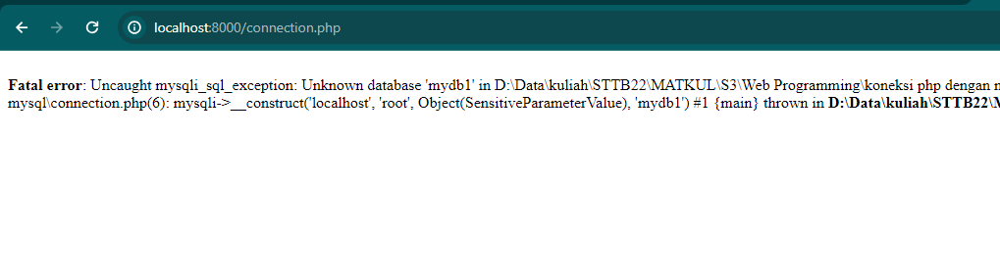 localhost:8000/connection.php
Fatal error: Uncaught mysqli_sql_exception: Unknown database 'mydb1' in D:\Data\kuliah\STTB22\MATKUL\S3\Web Programming\koneksi php dengan
mysql\connection.php(6): mysqli->__construct('localhost', 'root', Object(SensitiveParameterValue), 'mydb1') #1 {main} thrown in D:\Data\kuliah\STTB22\